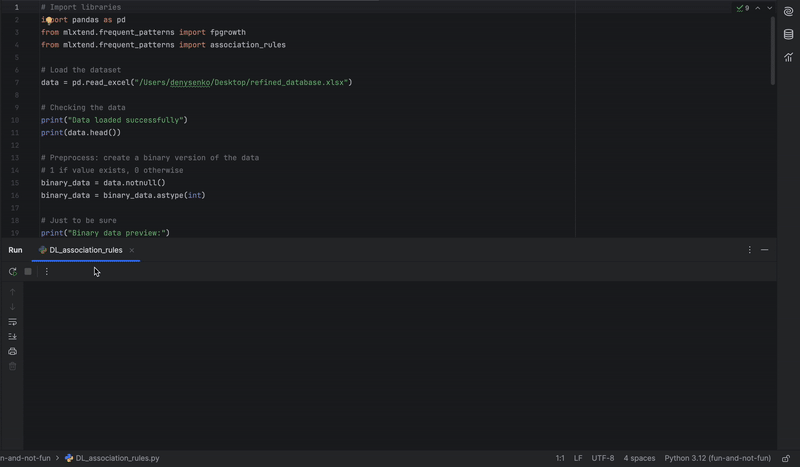 1 # Import libraries
2 import pandas as pd
3 from mlxtend.frequent_patterns import fpgrowth
4 from mlxtend.frequent_patterns import association_rules
5
6 # Load the dataset
7 data = pd.read_excel("/Users/denysenko/Desktop/refined_database.xlsx")
8
9 # Checking the data
10 print("Data loaded successfully")
11 print(data.head())
12
13 # Preprocess: create a binary version of the data
14 # 1 if value exists, 0 otherwise
15 binary_data = data.notnull()
16 binary_data = binary_data.astype(int)
17
18 # Just to be sure
19 print("Binary data preview:")
9
Run DL_association_rules
n-and-not-fun > DL_association_rules.py 1:1 LF UTF-8 4 spaces Python 3.12 (fun-and-not-fun)